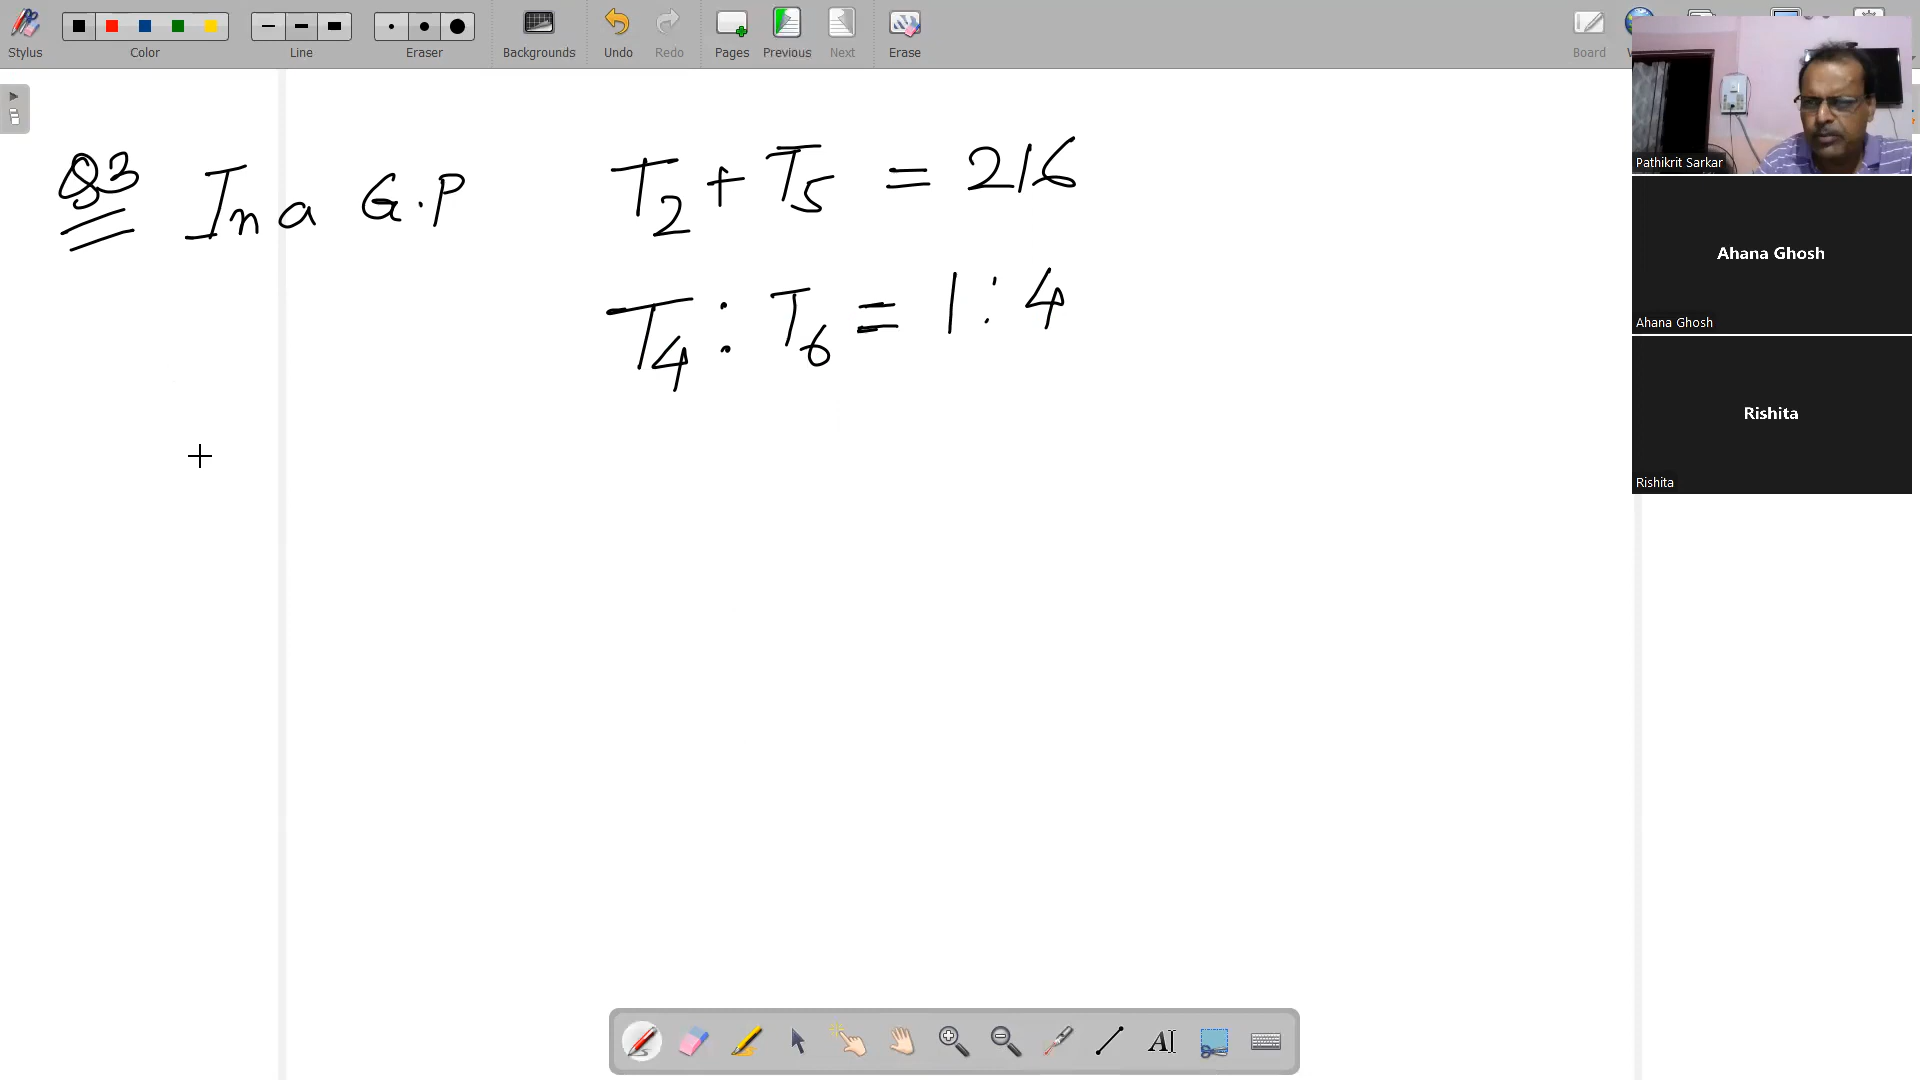 Stylus Color Line Eraser Backgrounds Undo Redo Pages Previous Next Erase Board
Pathikrit Sarkar
Q3 In a G.P T2 + T5 = 216
T4 : T6 = 1 : 4
Ahana Ghosh
Ahana Ghosh
Rishita
Rishita